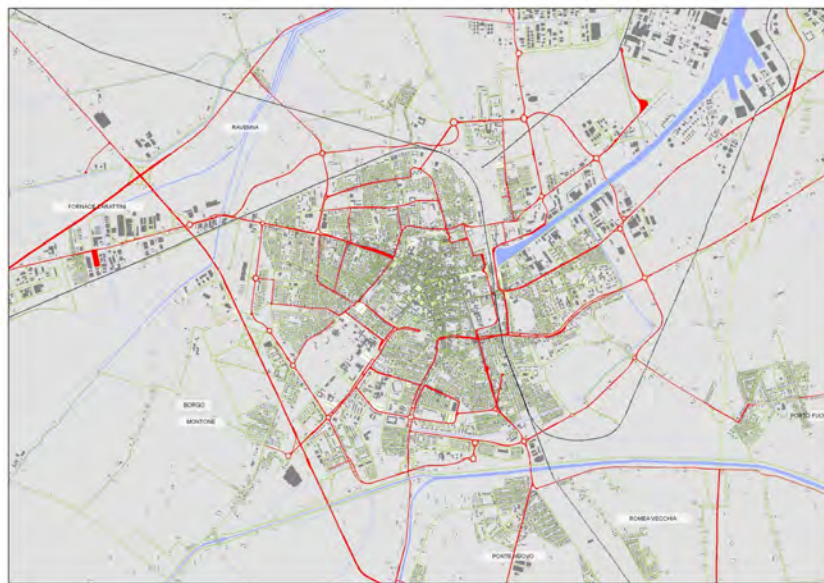 RAVENNA
FORNACE ZARATTINI
BORGO
MONTONE
PORTO FUO
ROMEA VECCHIA
PONTE NUOVO